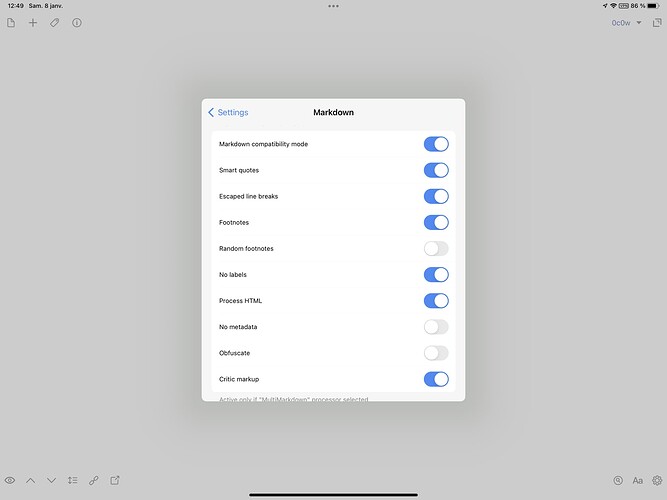 12:49 Sam. 8 janv.
86 %
0c0w
Settings
Markdown
Markdown compatibility mode
Smart quotes
Escaped line breaks
Footnotes
Random footnotes
No labels
Process HTML
No metadata
Obfuscate
Critic markup
Active only if "MultiMarkdown" processor selected
Aa